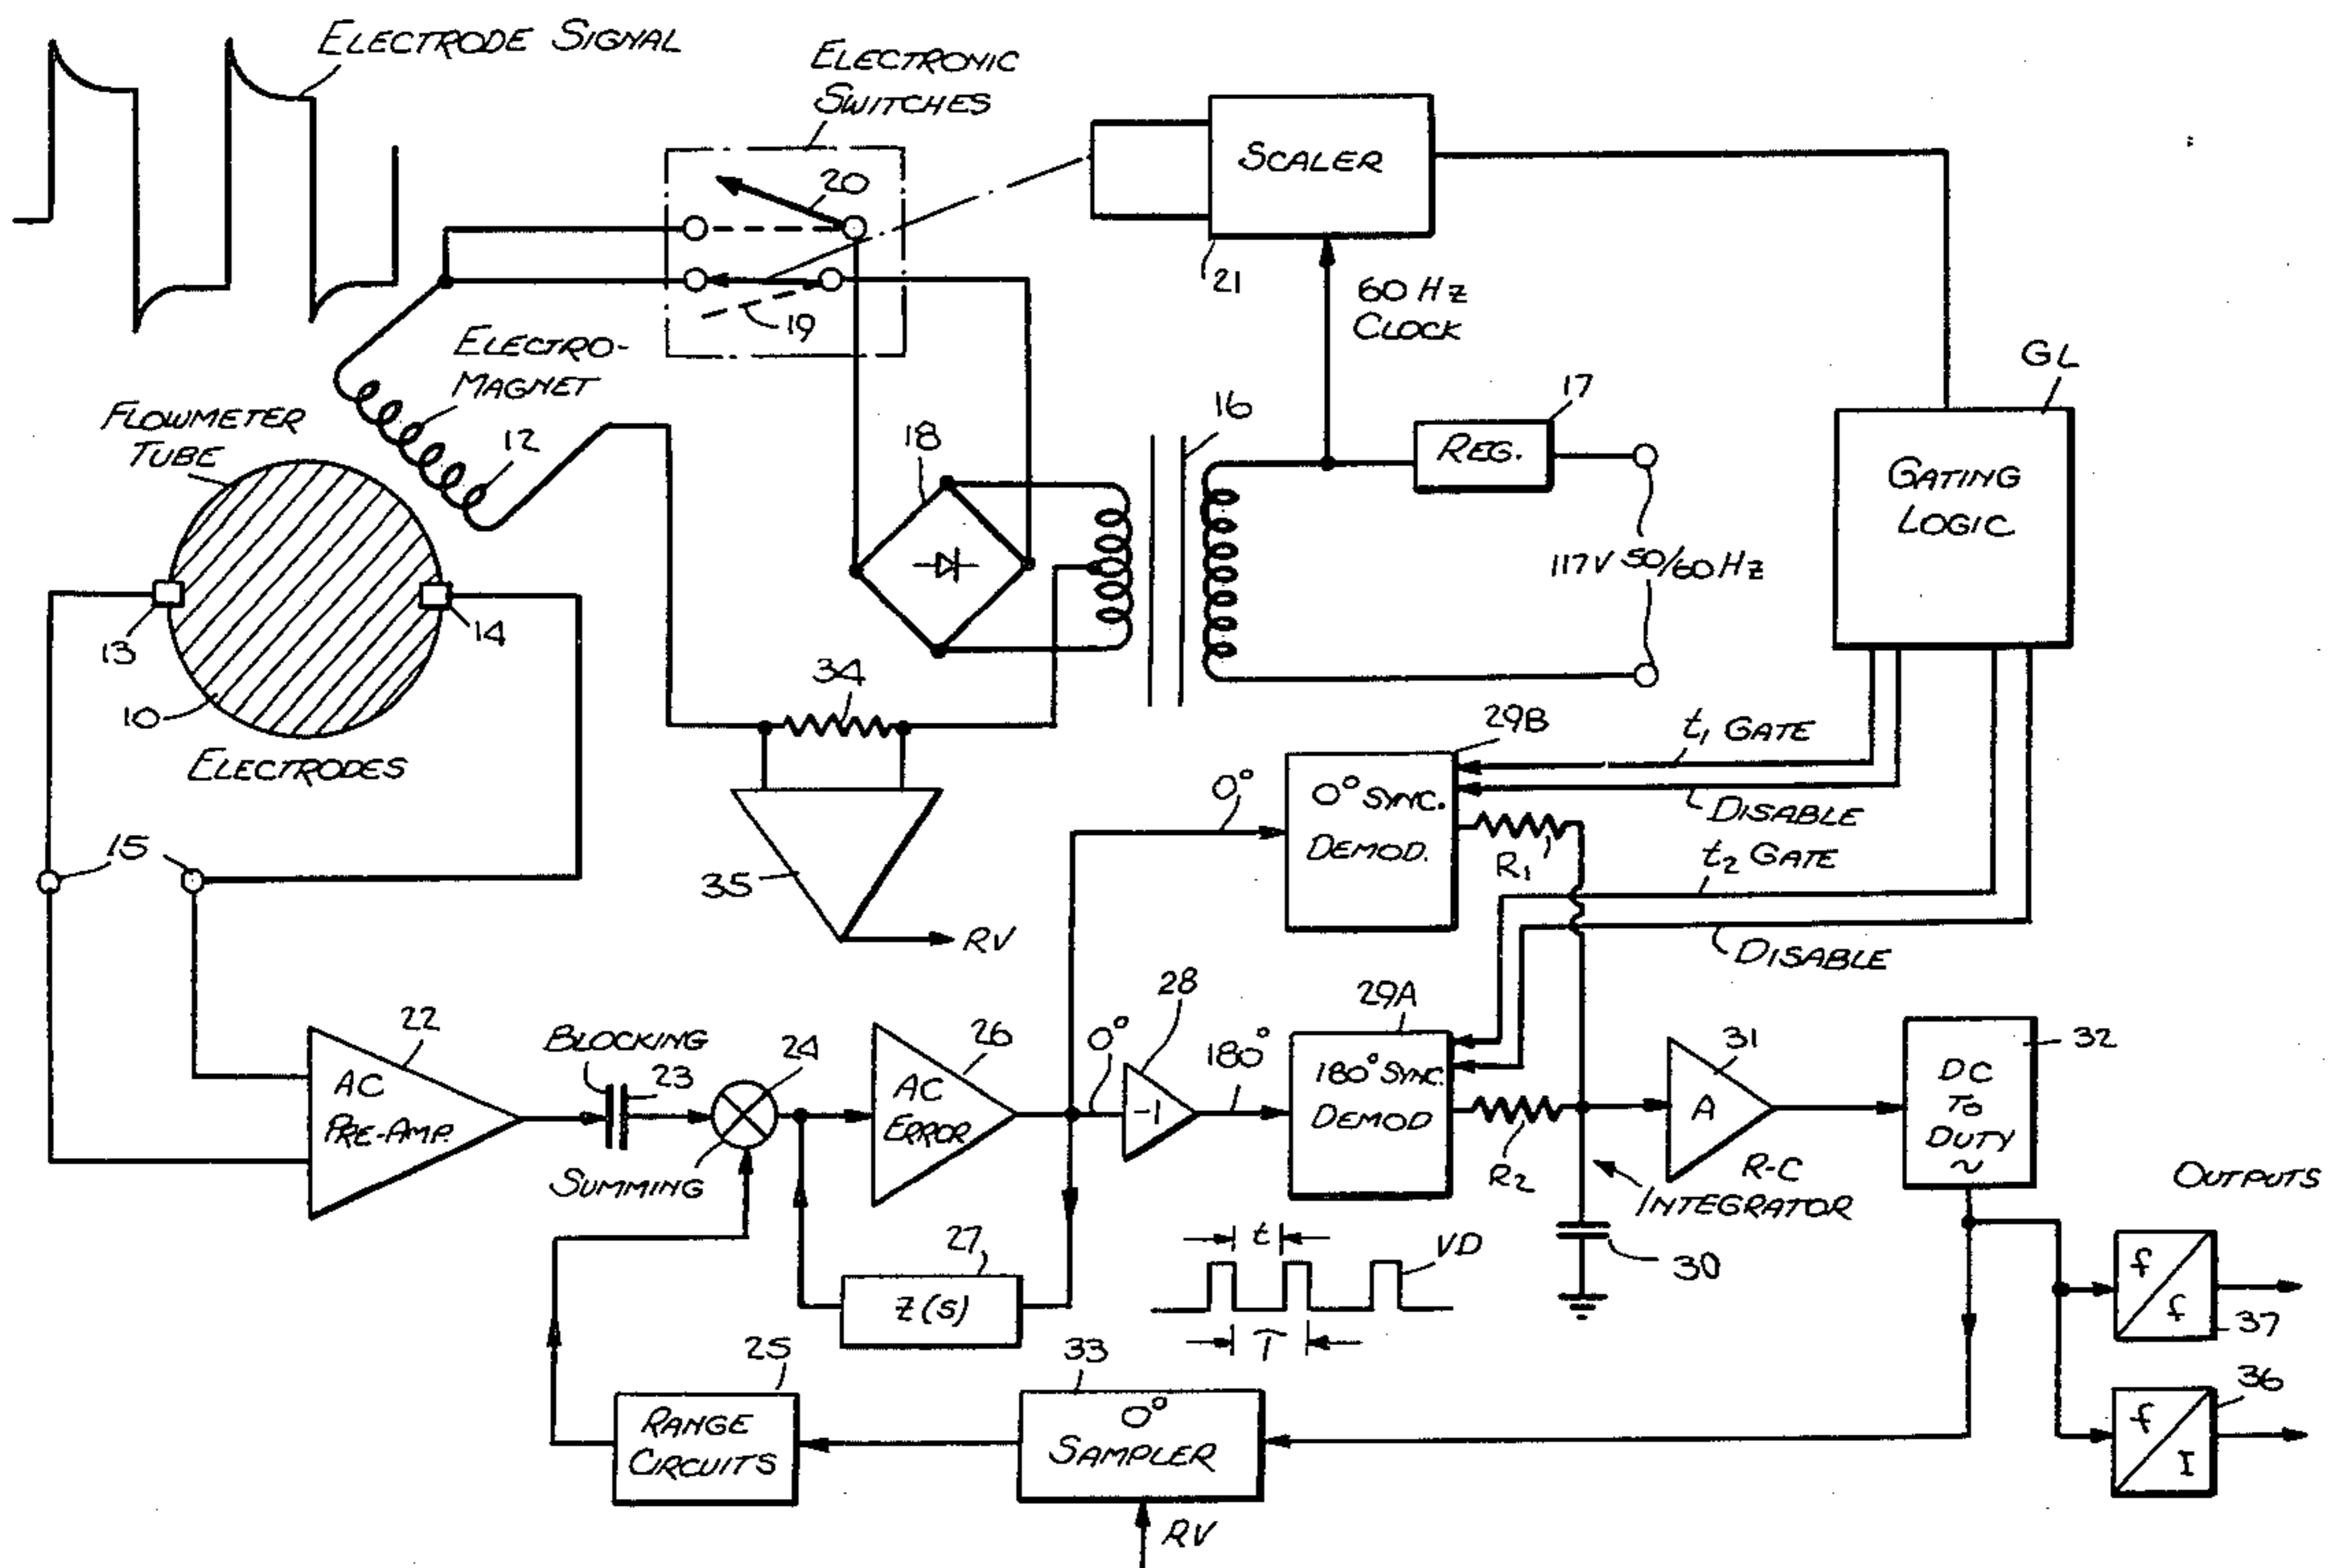 ELECTRODE SIGNAL
ELECTRONIC
SWITCHES
20
19
SCALER
21
60 HZ
CLOCK
GL
GATING
LOGIC
ELECTRO-
MAGNET
12
FLOWMETER
TUBE
13
14
10
ELECTRODES
15
18
16
17
REG.
117V 50/60 HZ
34
35
RV
29B
0° SYNC.
DEMOD.
0°
t1 GATE
DISABLE
R1
t2 GATE
DISABLE
22
AC
PRE-AMP.
BLOCKING
23
24
SUMMING
26
AC
ERROR
0°
28
-1
180°
29A
180° SYNC.
DEMOD
R2
31
A
R-C
INTEGRATOR
30
32
DC
TO
DUTY
~
OUTPUTS
27
Z(S)
t
VD
T
25
RANGE
CIRCUITS
33
0°
SAMPLER
RV
f
f
37
f
I
36